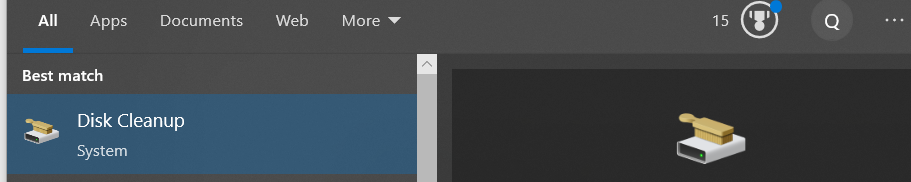 All Apps Documents Web More 15 Q ...
Best match
Disk Cleanup
System